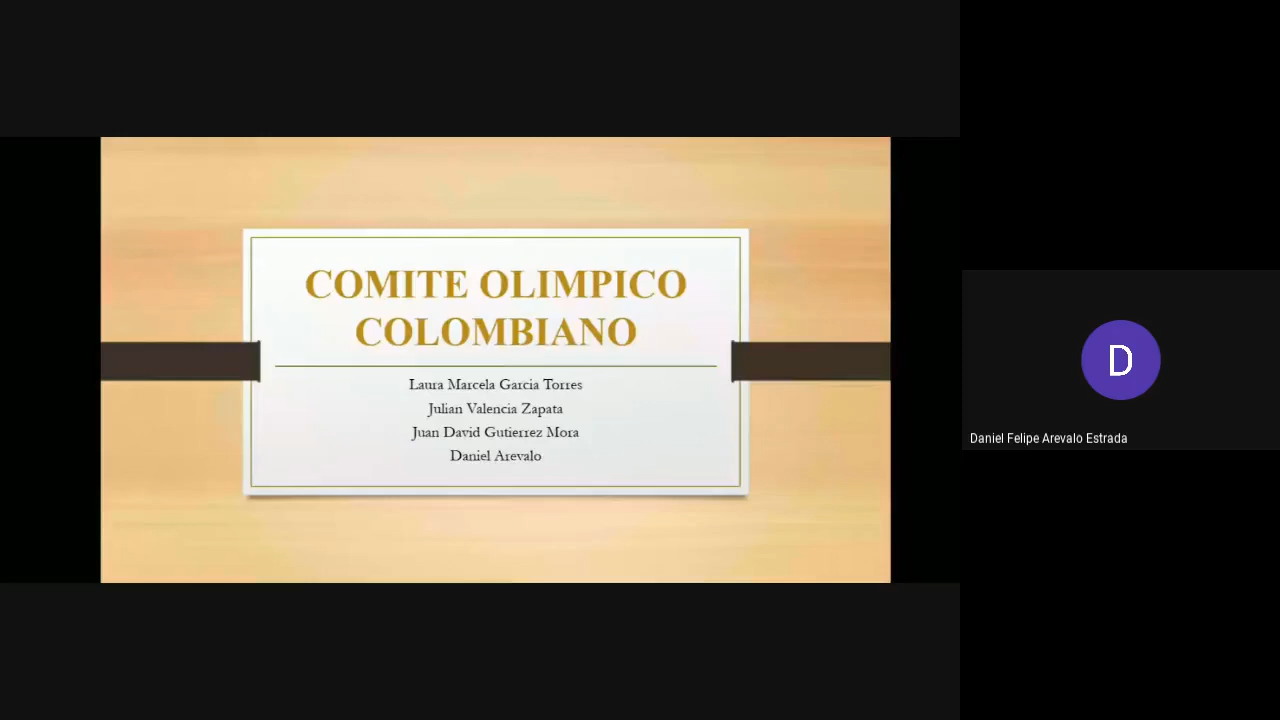 COMITE OLIMPICO
COLOMBIANO
Laura Marcela Garcia Torres
Julian Valencia Zapata
Juan David Gutierrez Mora
Daniel Arevalo
D
Daniel Felipe Arevalo Estrada